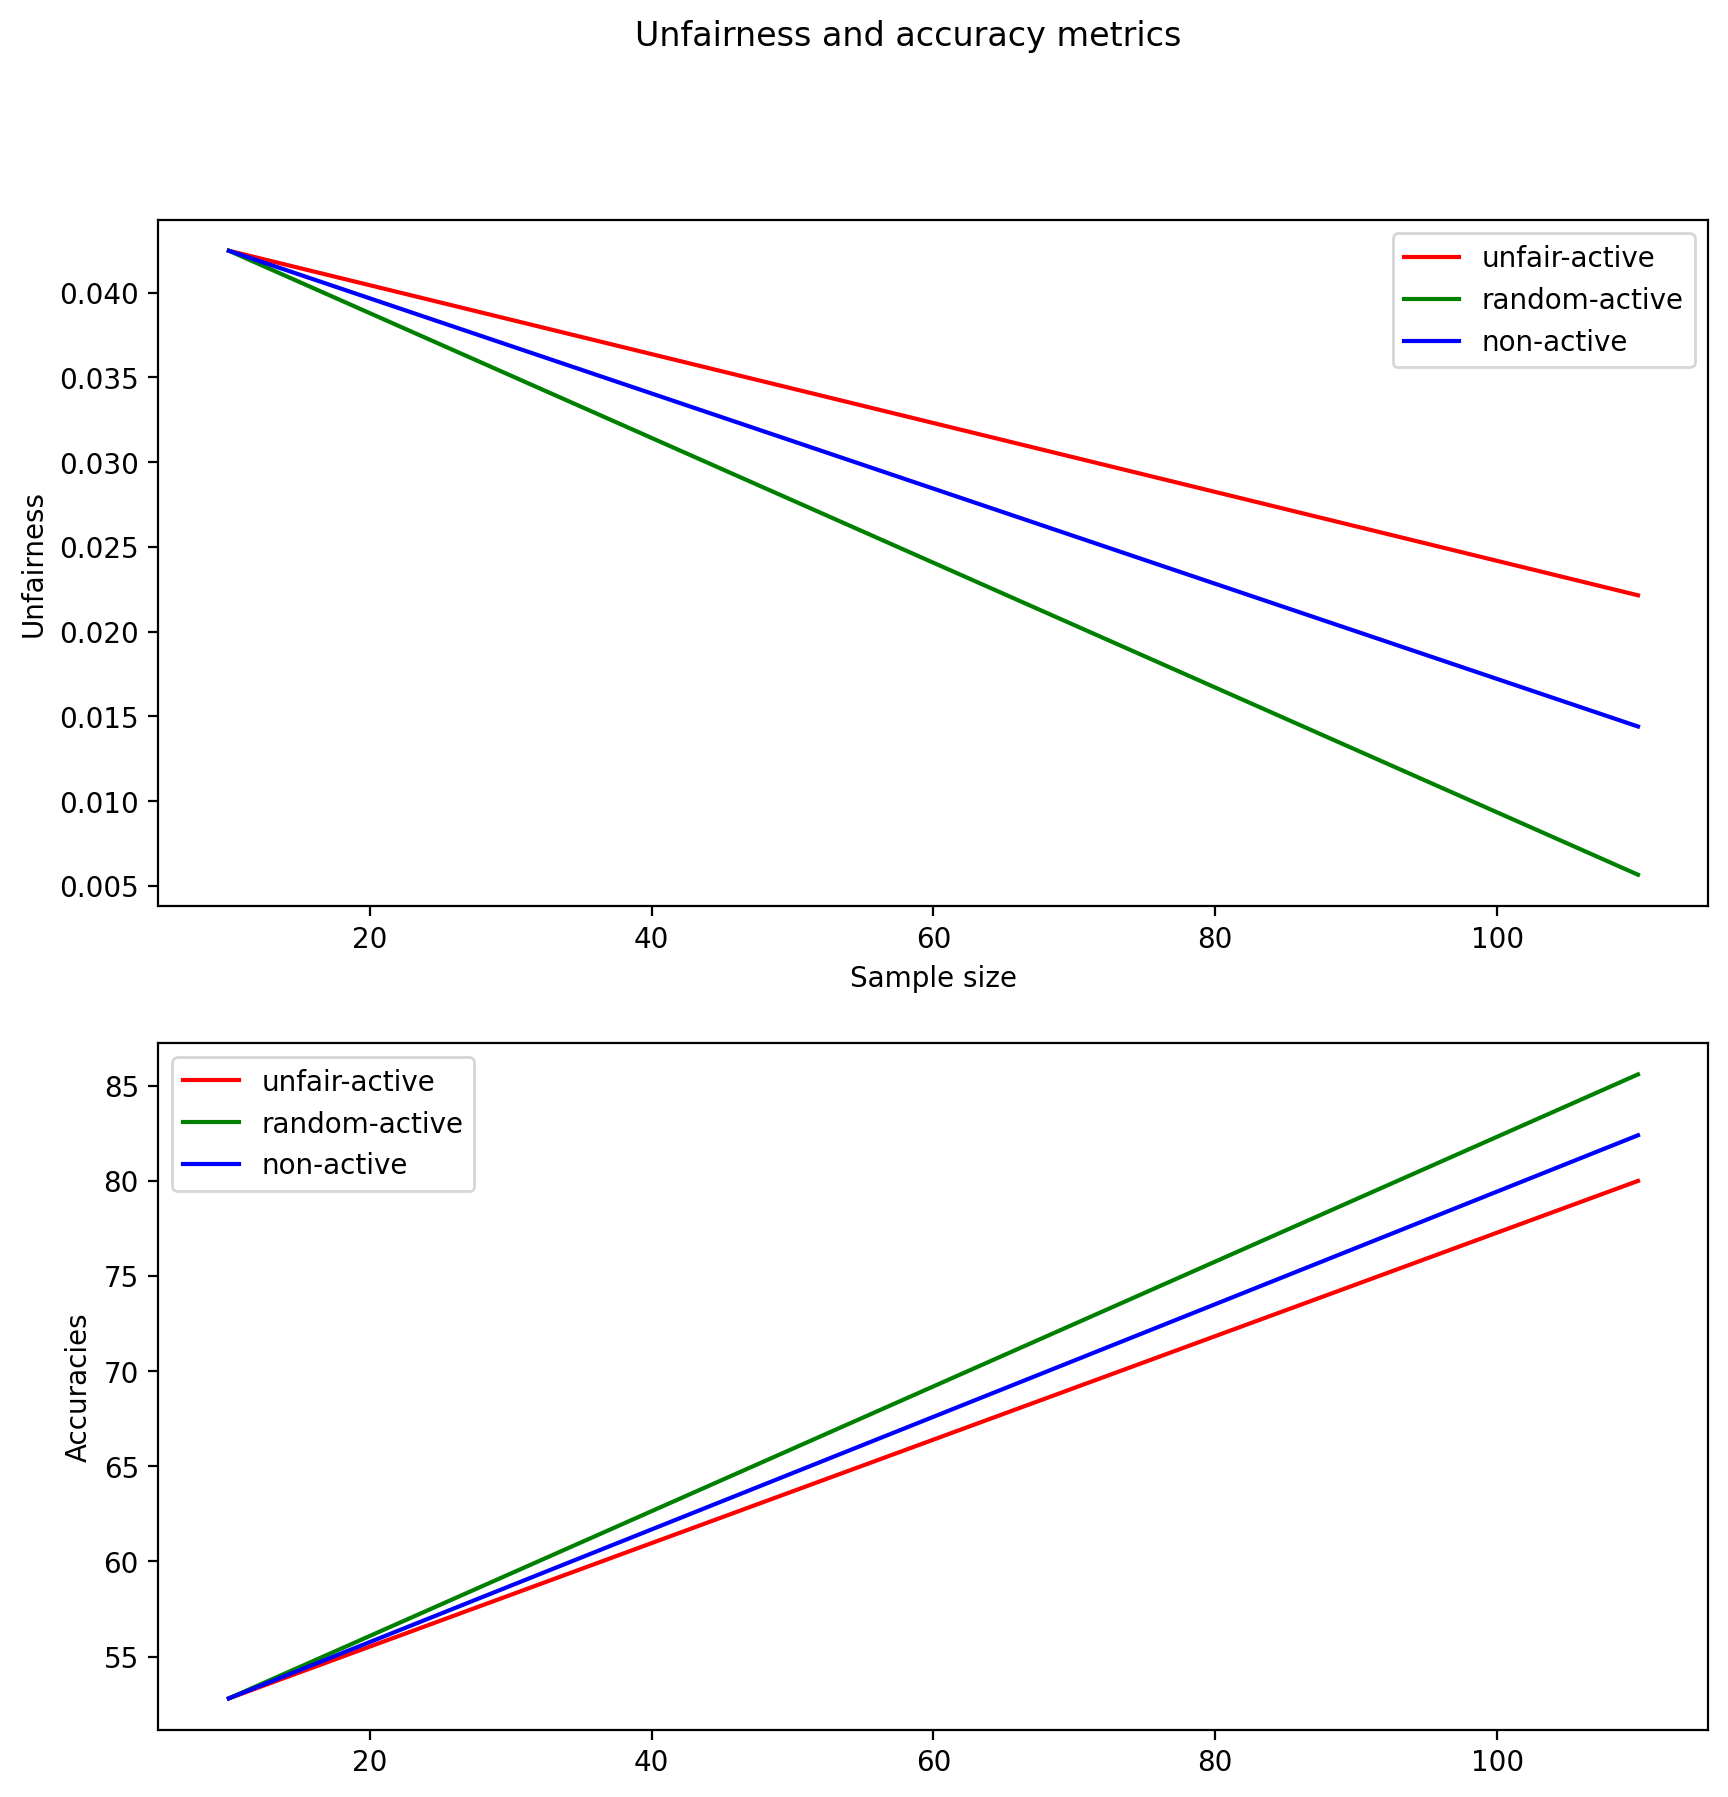 Unfairness and accuracy metrics
unfair-active
random-active
non-active
0.040
0.035
0.030
0.025
0.020
0.015
0.010
0.005
Unfairness
20 40 60 80 100
Sample size
unfair-active
random-active
non-active
85
80
75
70
65
60
55
Accuracies
20 40 60 80 100